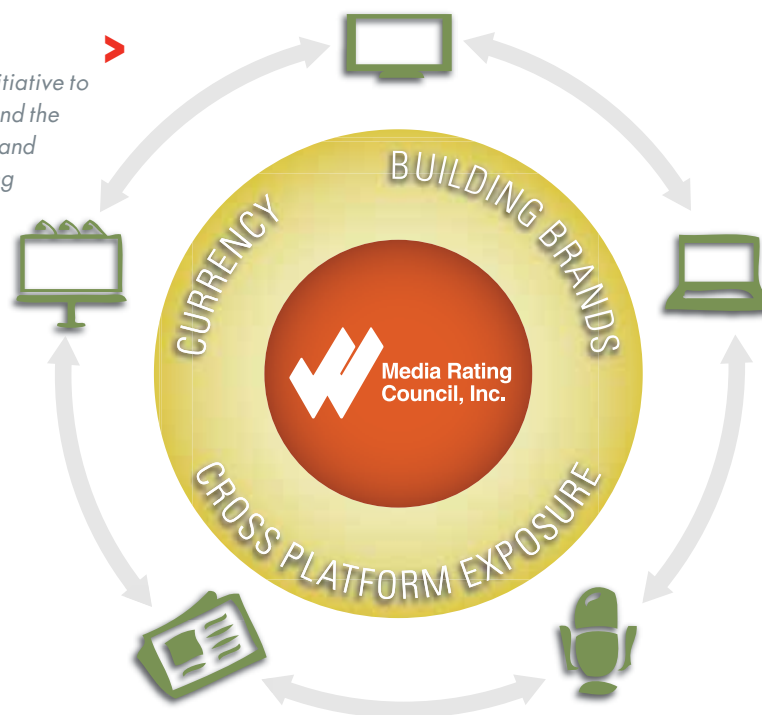 >
itiative to
nd the
and
g
CURRENCY
BUILDING BRANDS
Media Rating
Council, Inc.
CROSS PLATFORM EXPOSURE